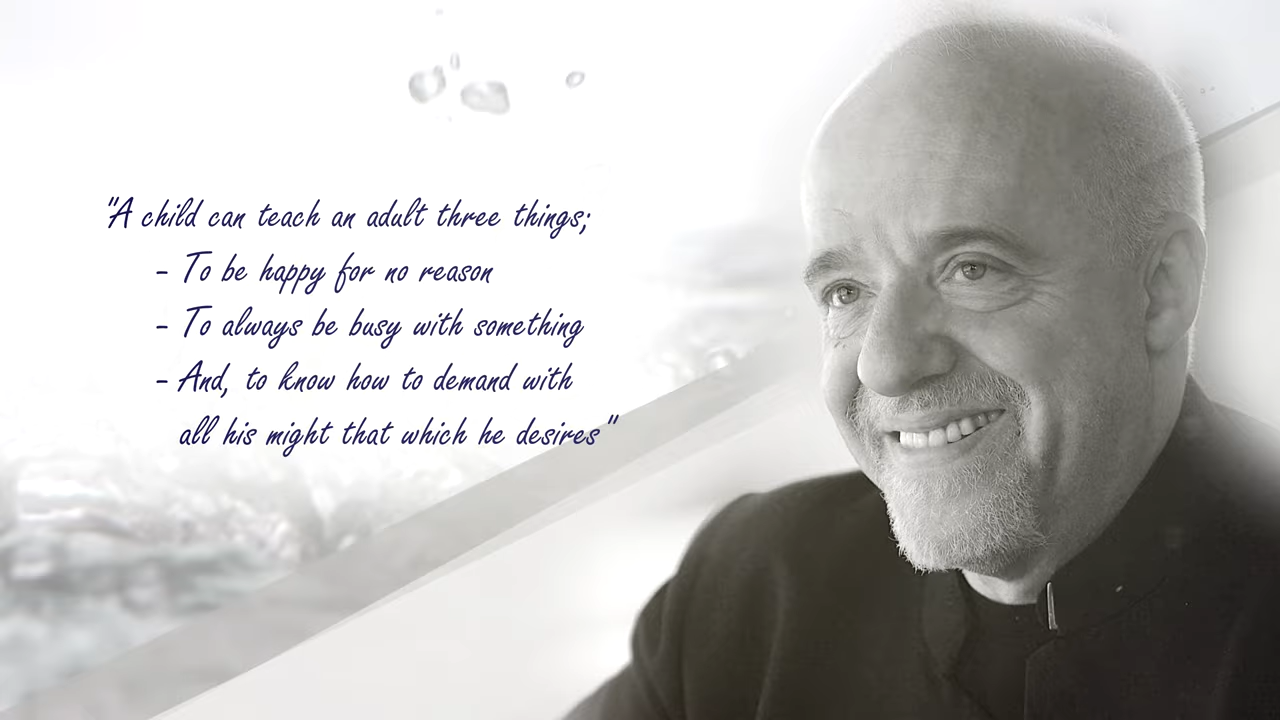 "A child can teach an adult three things;
- To be happy for no reason
- To always be busy with something
- And, to know how to demand with
all his might that which he desires"